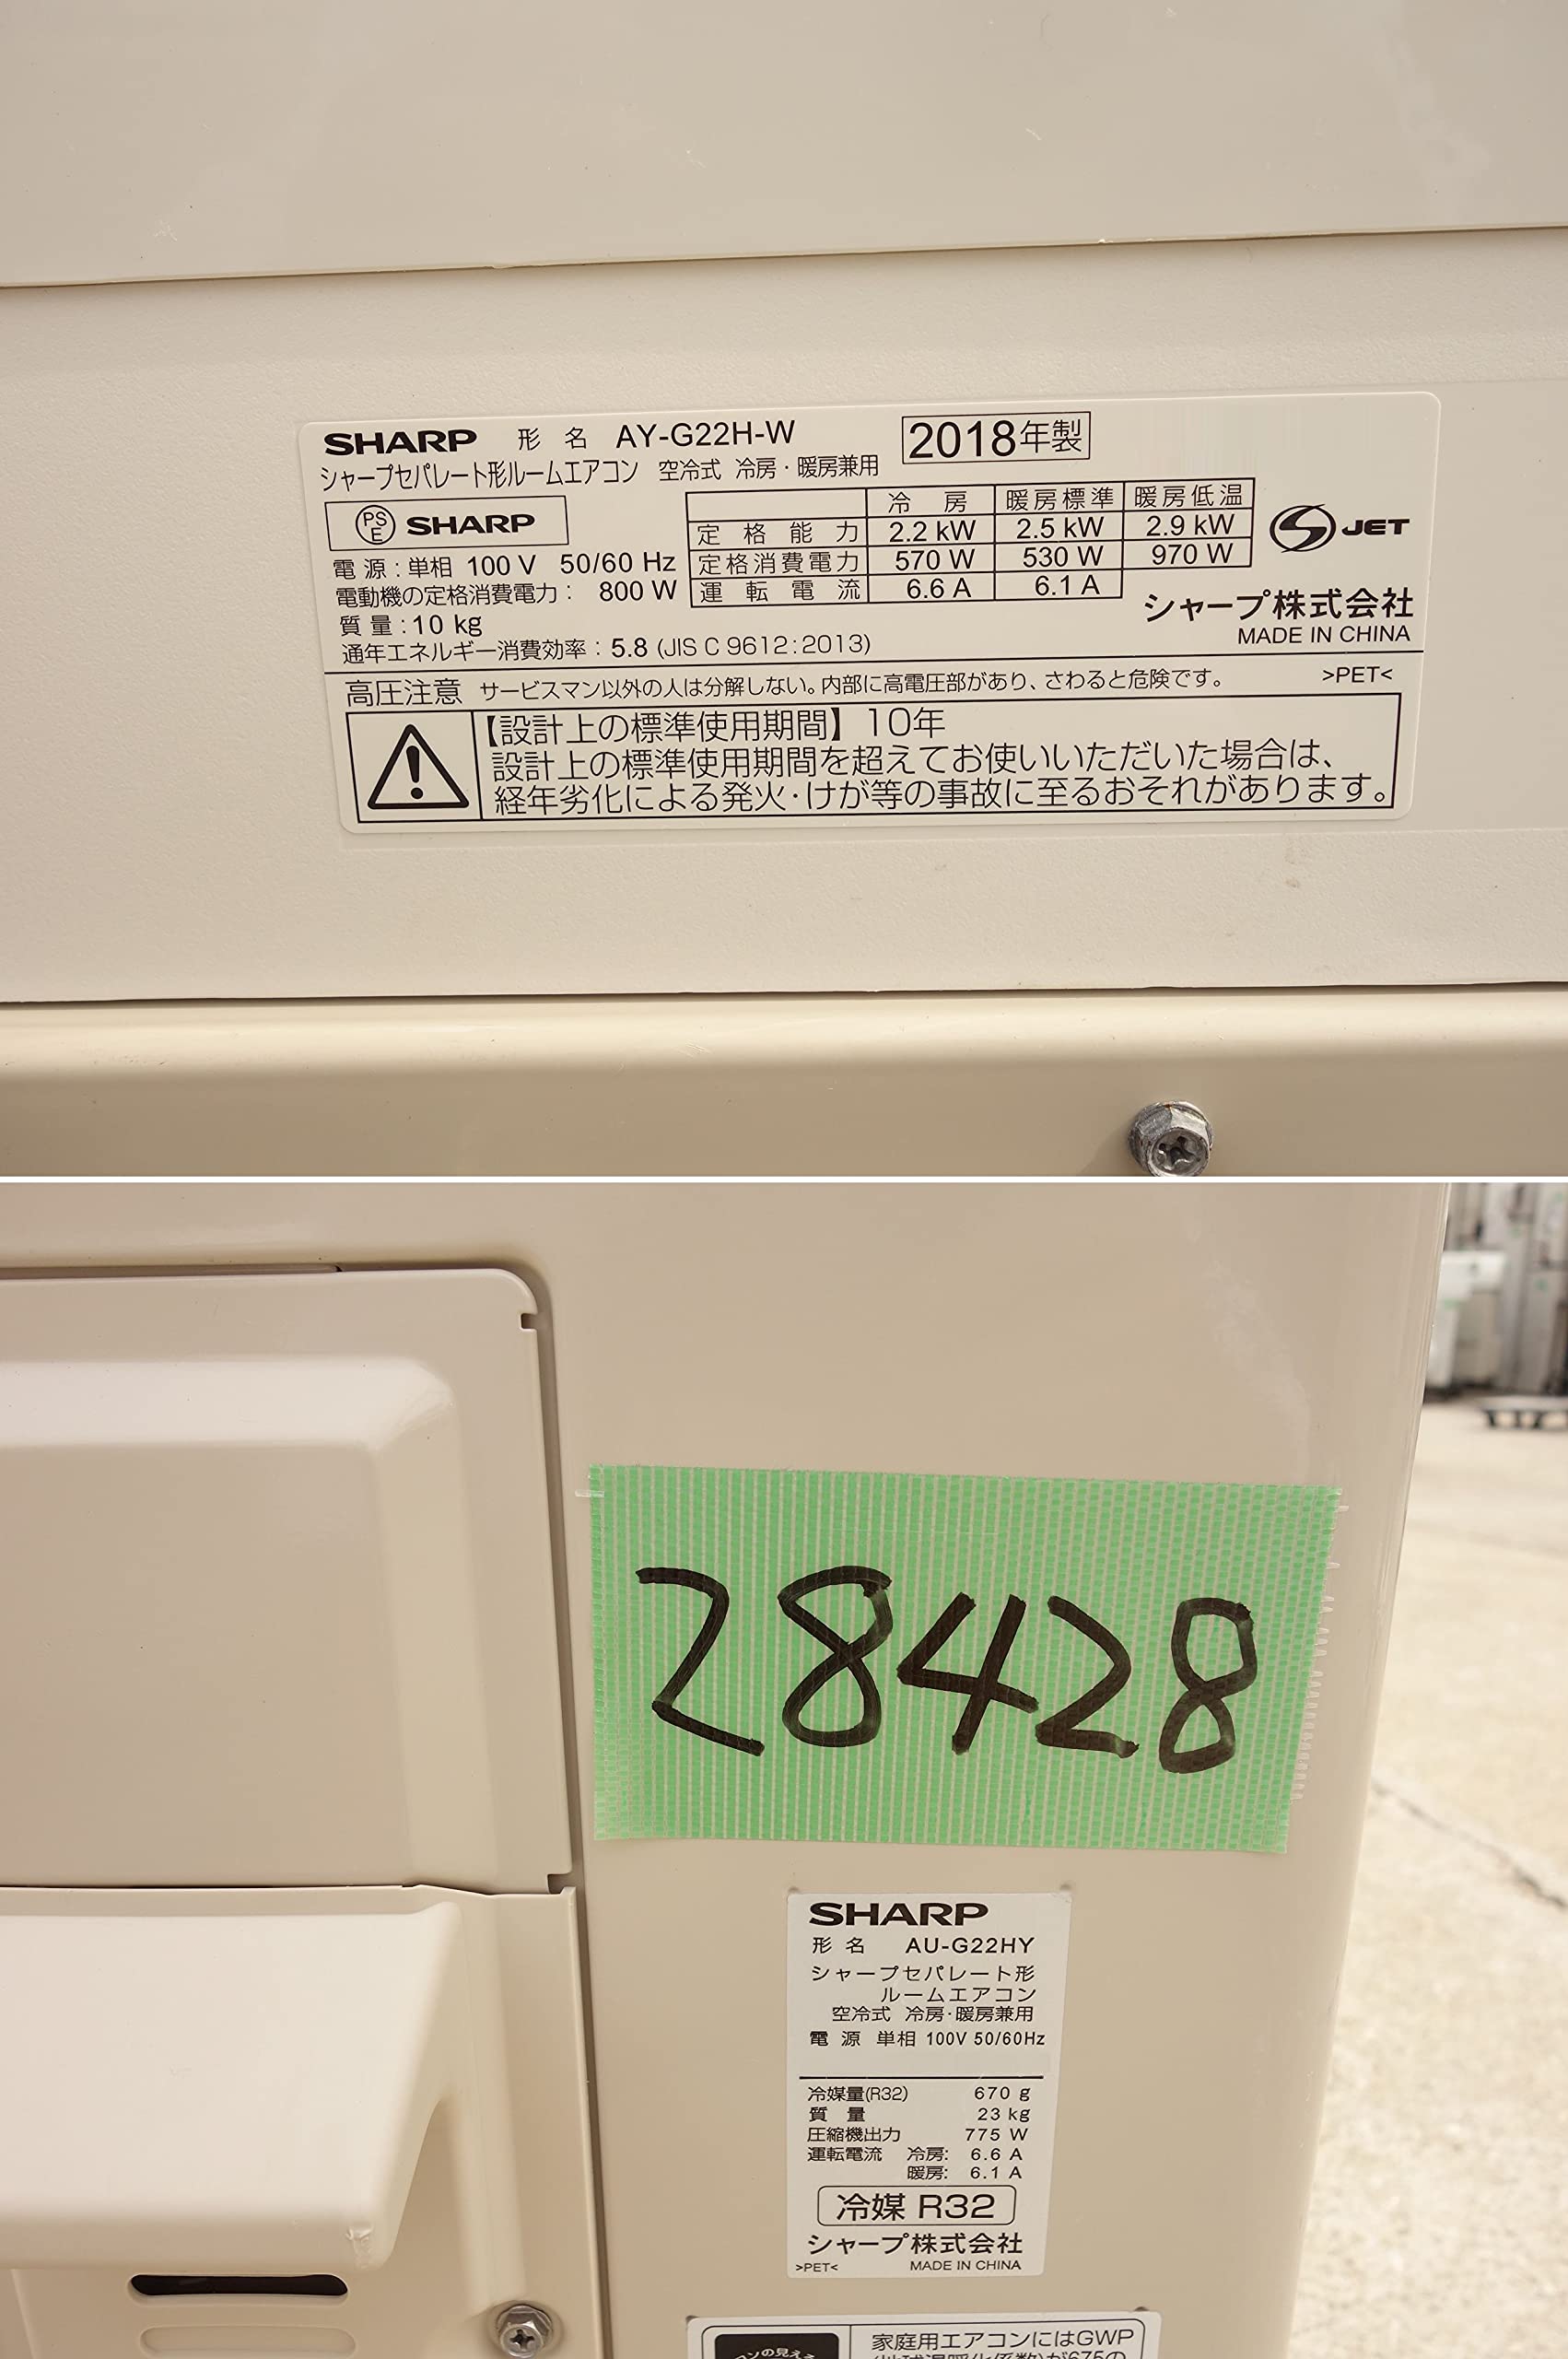 SHARP 形名 AY-G22H-W 2018年製
シャープセパレート形ルームエアコン 空冷式 冷房・暖房兼用
PSE SHARP
冷房 暖房標準 暖房低温
定格能力 2.2 kW 2.5 kW 2.9 kW
定格消費電力 570 W 530 W 970 W
運転電流 6.6 A 6.1 A
JET
電源:単相 100 V 50/60 Hz
電動機の定格消費電力: 800 W
質量:10 kg
通年エネルギー消費効率:5.8 (JIS C 9612:2013)
シャープ株式会社
MADE IN CHINA
高圧注意 サービスマン以外の人は分解しない。内部に高電圧部があり、さわると危険です。 >PET<
【設計上の標準使用期間】10年
設計上の標準使用期間を超えてお使いいただいた場合は、
経年劣化による発火・けが等の事故に至るおそれがあります。
28428
SHARP
形名 AU-G22HY
シャープセパレート形
ルームエアコン
空冷式 冷房・暖房兼用
電源 単相 100V 50/60Hz
冷媒量(R32) 670 g
質量 23 kg
圧縮機出力 775 W
運転電流 冷房: 6.6 A
暖房: 6.1 A
冷媒 R32
シャープ株式会社
>PET< MADE IN CHINA
家庭用エアコンにはGWP